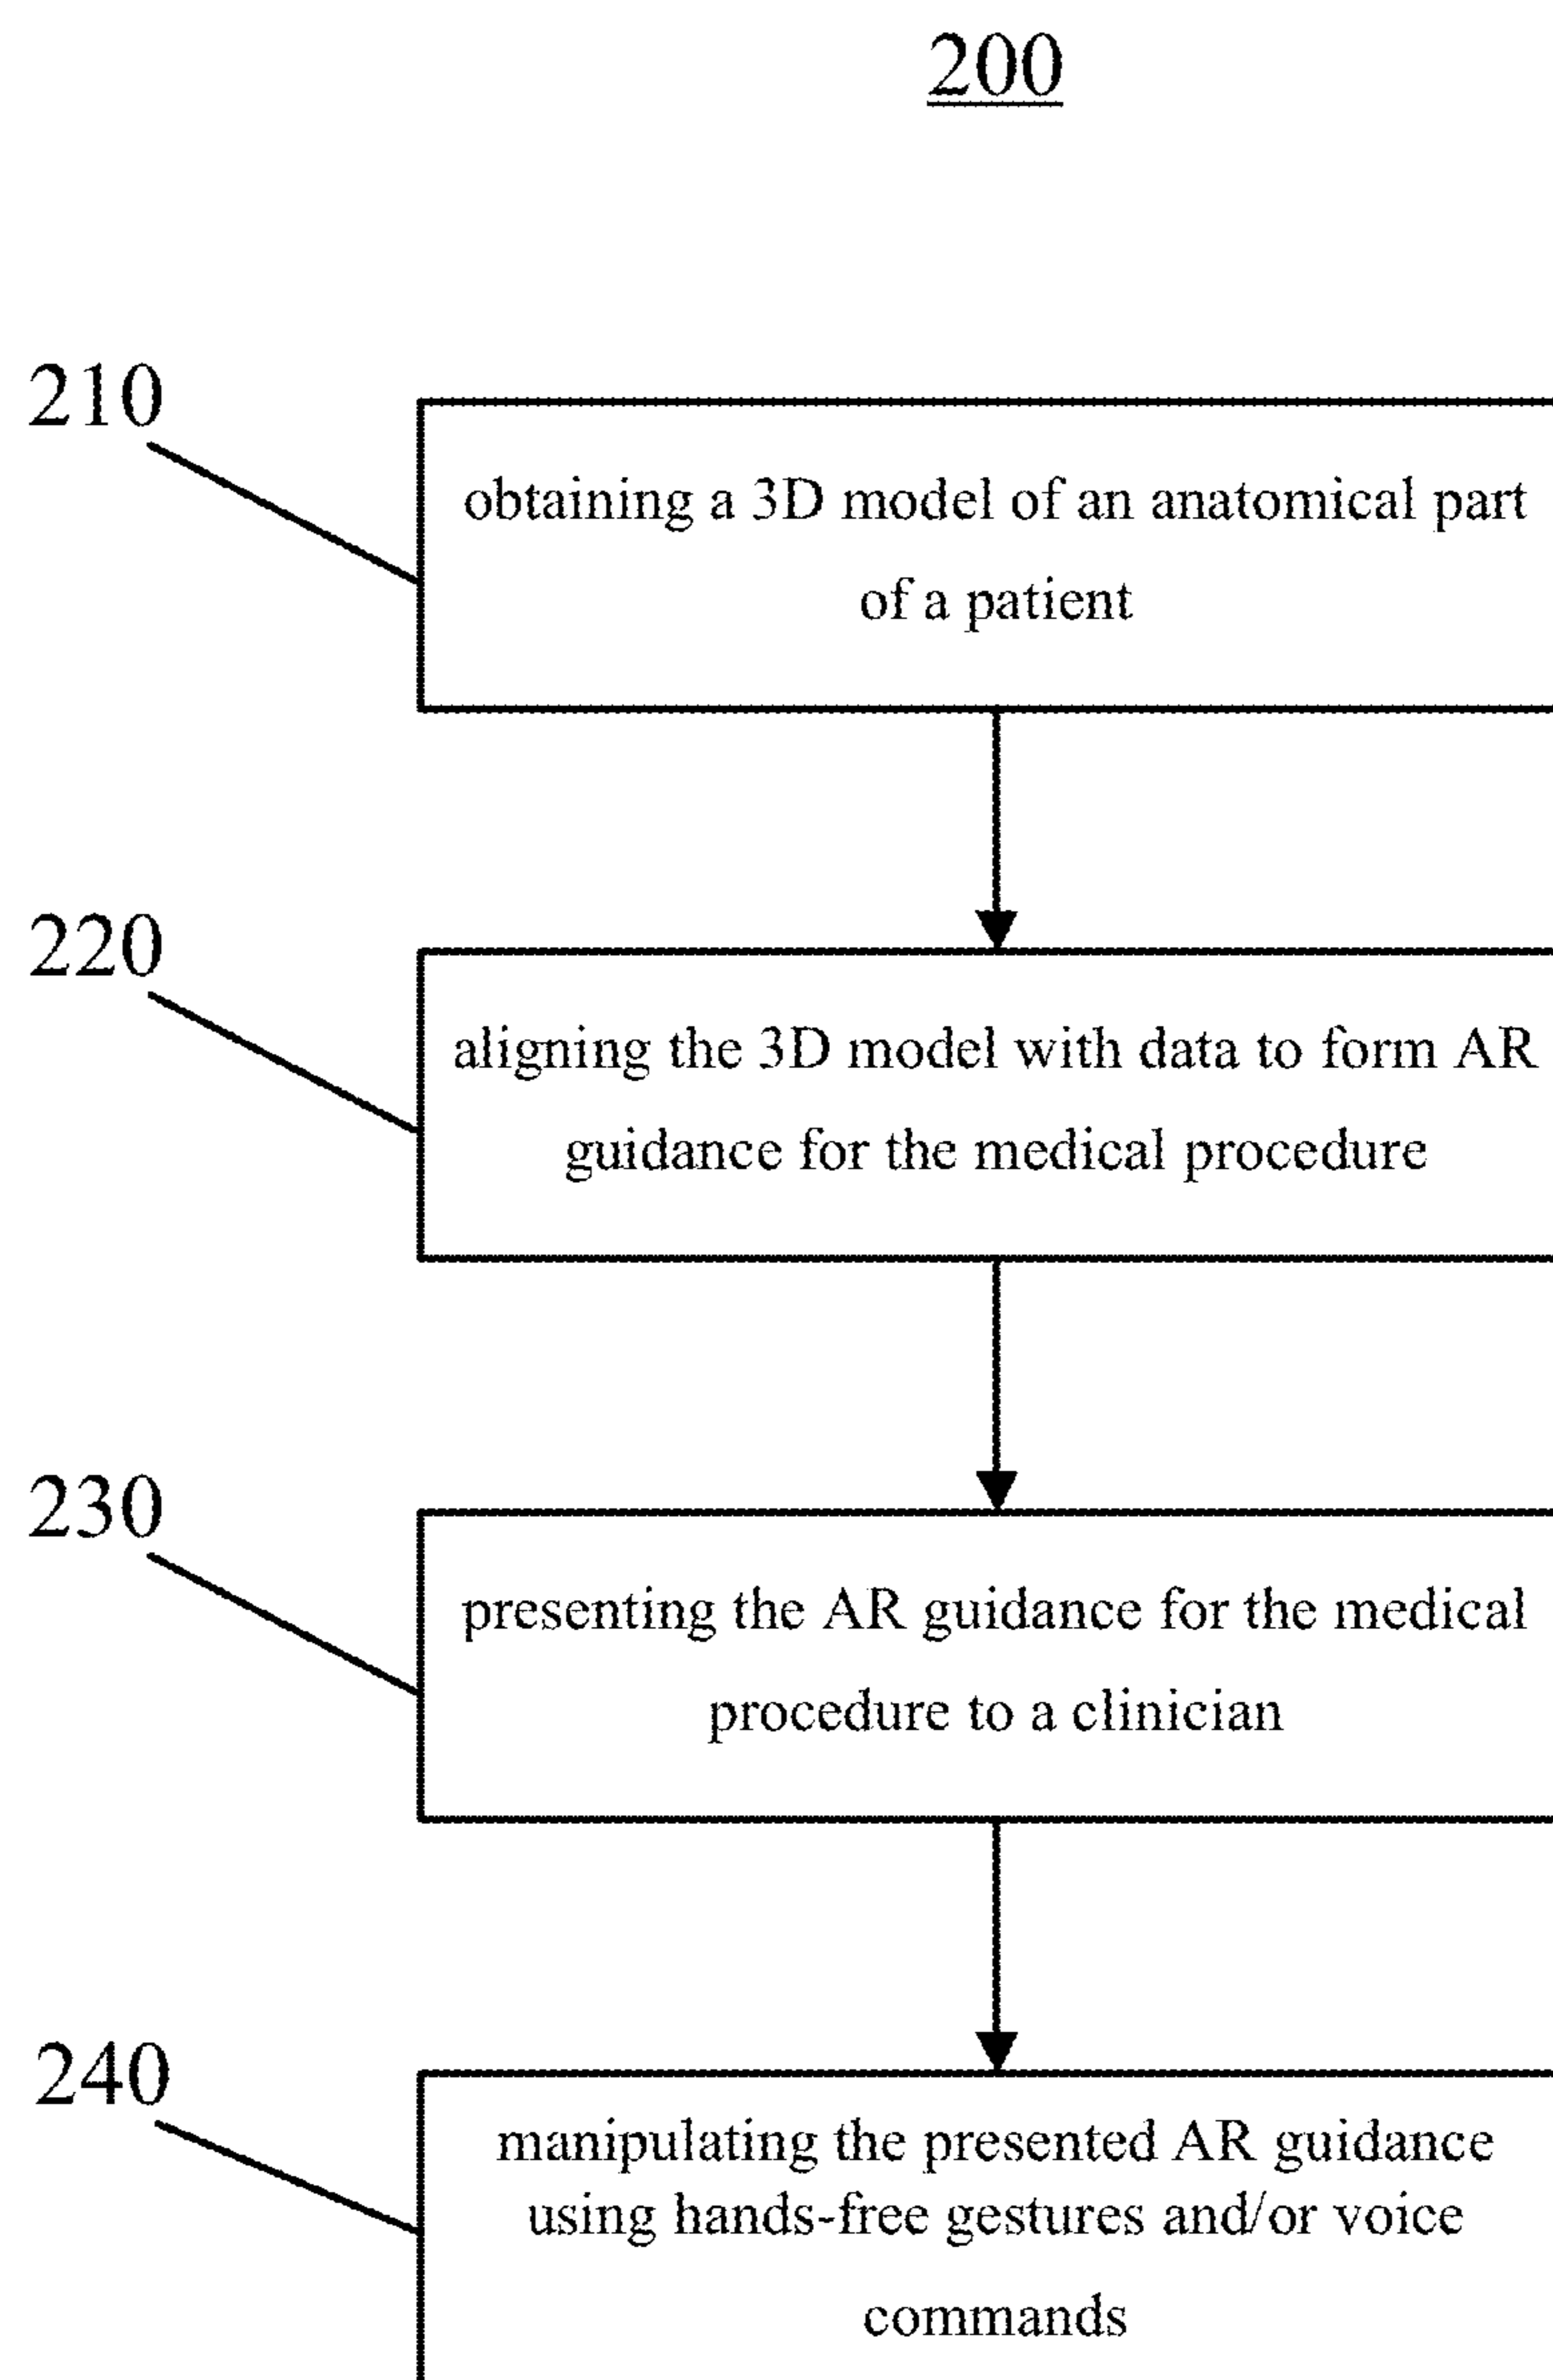 200
210
obtaining a 3D model of an anatomical part
of a patient
220
aligning the 3D model with data to form AR
guidance for the medical procedure
230
presenting the AR guidance for the medical
procedure to a clinician
240
manipulating the presented AR guidance
using hands-free gestures and/or voice
commands